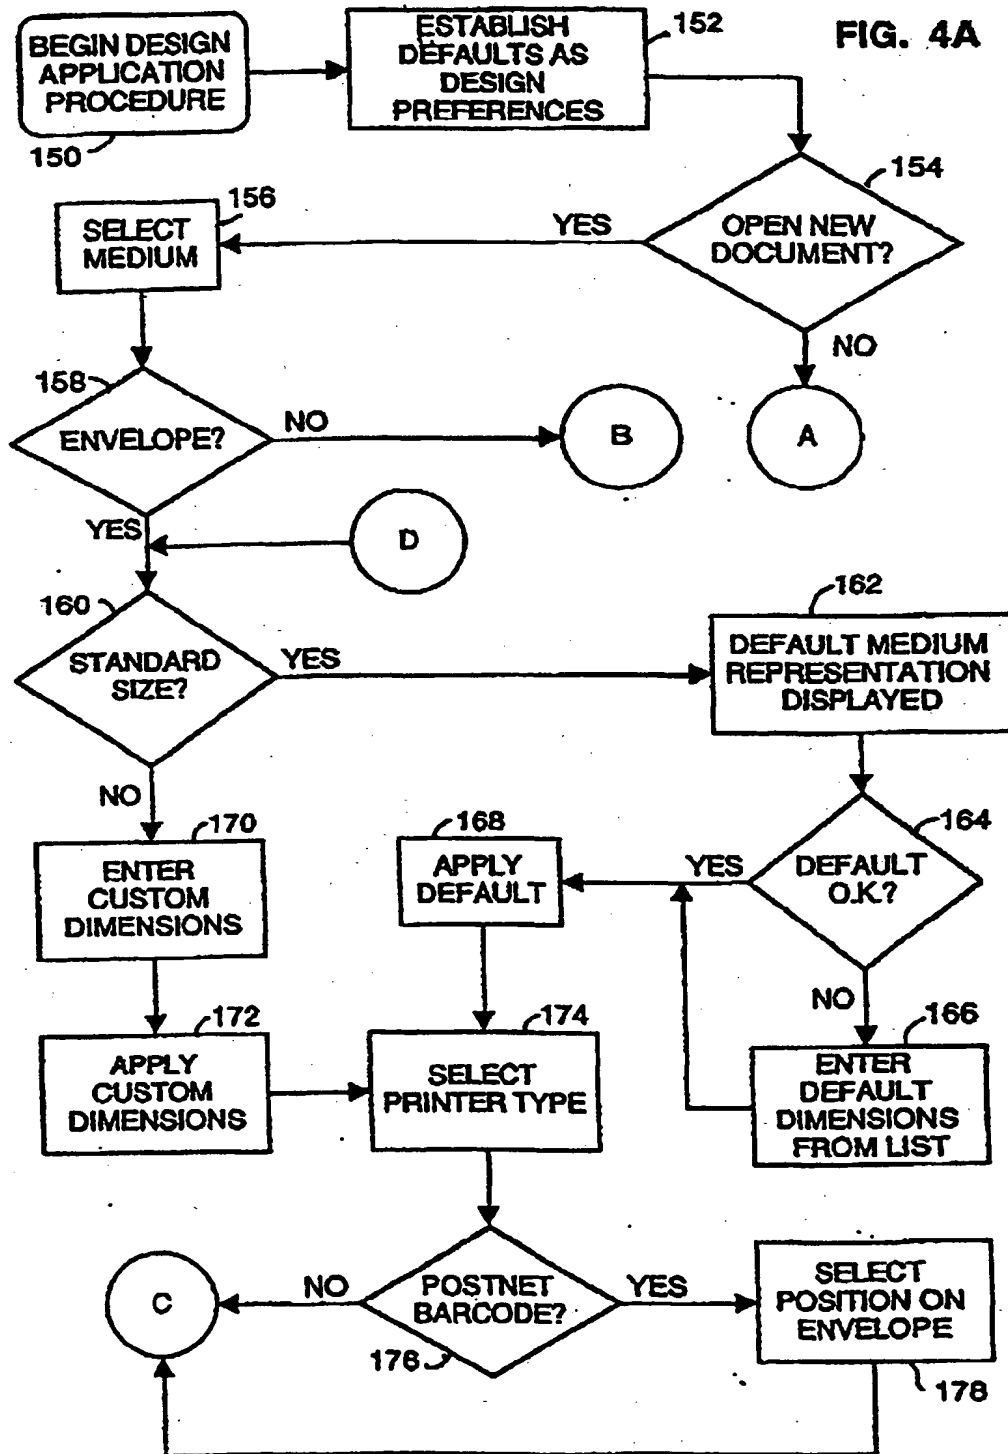 FIG. 4A
BEGIN DESIGN
APPLICATION
PROCEDURE
150
ESTABLISH
DEFAULTS AS
DESIGN
PREFERENCES
152
154
OPEN NEW
DOCUMENT?
YES
NO
156
SELECT
MEDIUM
158
ENVELOPE?
NO
B
A
YES
D
160
STANDARD
SIZE?
YES
162
DEFAULT MEDIUM
REPRESENTATION
DISPLAYED
NO
164
DEFAULT
O.K.?
YES
168
APPLY
DEFAULT
170
ENTER
CUSTOM
DIMENSIONS
NO
166
ENTER
DEFAULT
DIMENSIONS
FROM LIST
172
APPLY
CUSTOM
DIMENSIONS
174
SELECT
PRINTER TYPE
C
NO
POSTNET
BARCODE?
YES
176
SELECT
POSITION ON
ENVELOPE
178